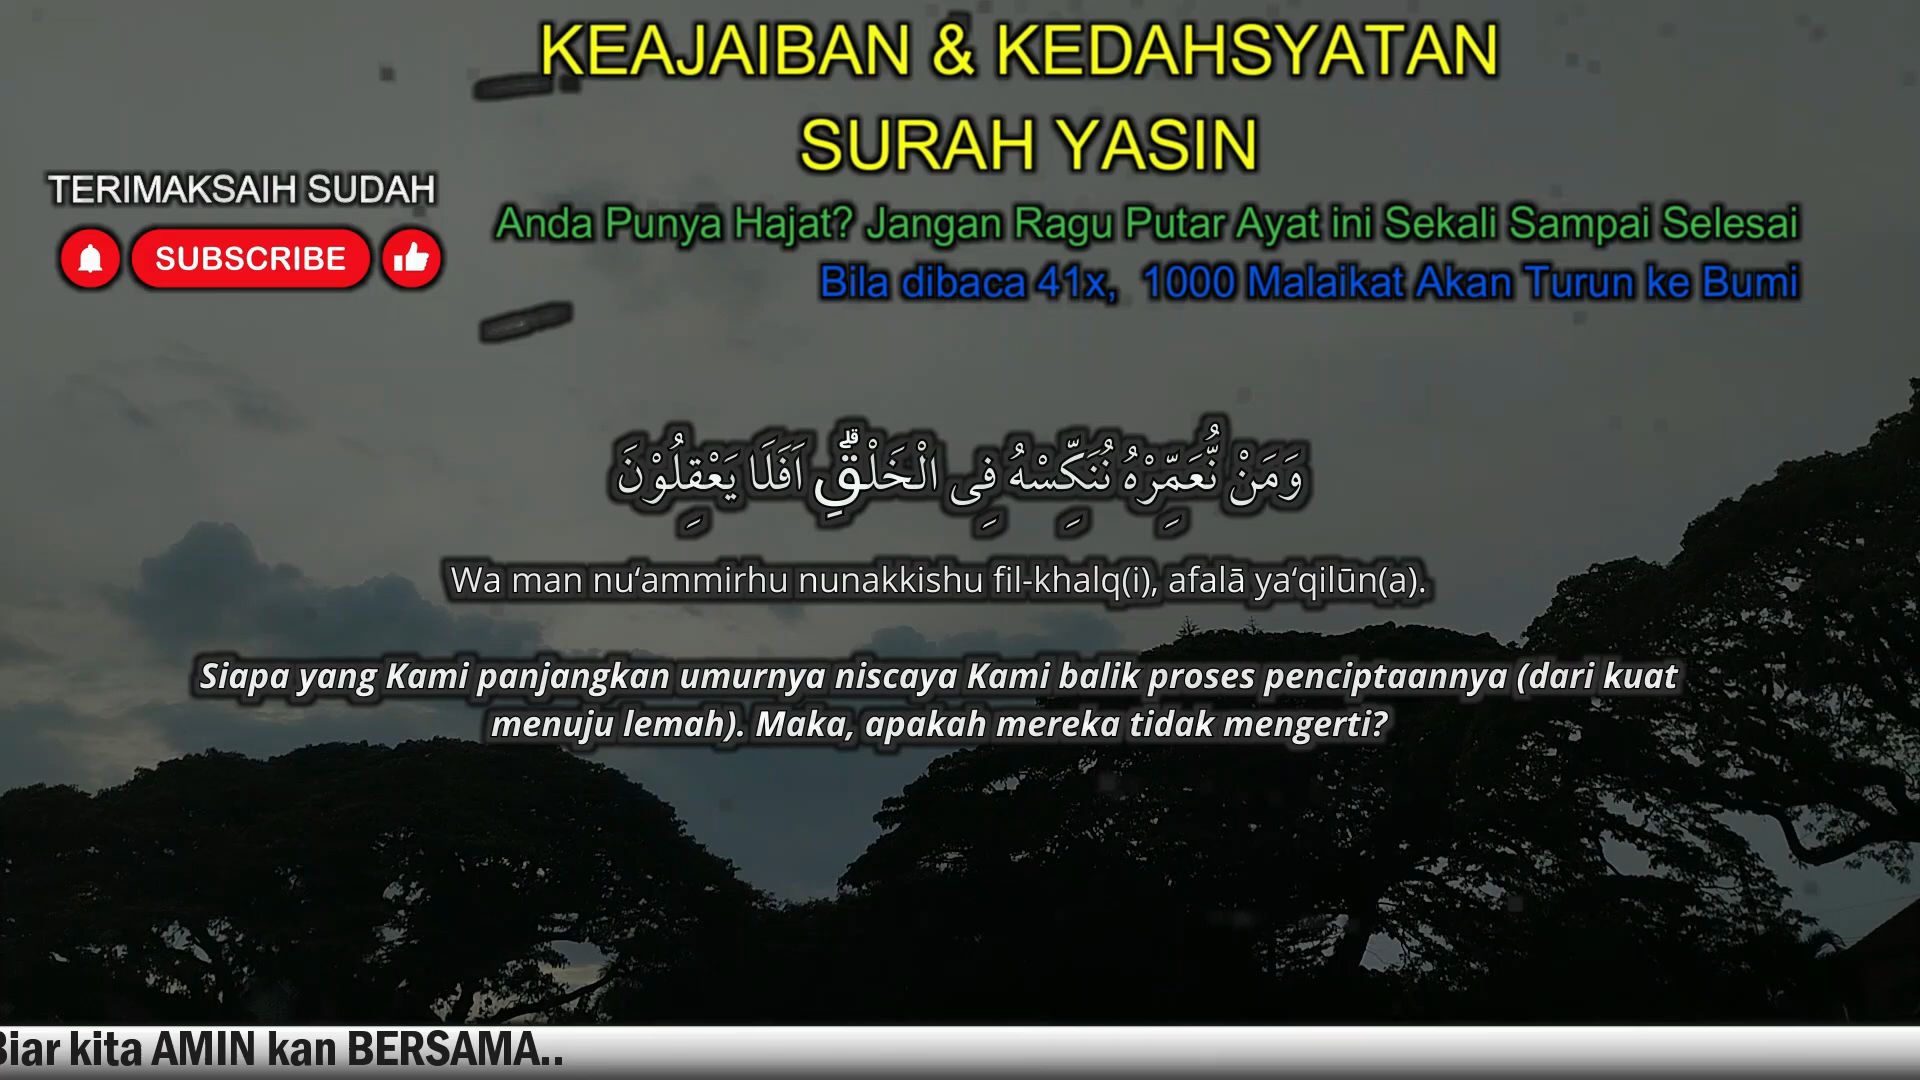 KEAJAIBAN & KEDAHSYATAN
SURAH YASIN
TERIMAKSAIH SUDAH
SUBSCRIBE
Anda Punya Hajat? Jangan Ragu Putar Ayat ini Sekali Sampai Selesai
Bila dibaca 41x, 1000 Malaikat Akan Turun ke Bumi
وَمَنْ نُّعَمِّرْهُ نُنَكِّسْهُ فِى الْخَلْقِۗ اَفَلَا يَعْقِلُوْنَ
Wa man nu‘ammirhu nunakkishu fil-khalq(i), afalā ya‘qilūn(a).
Siapa yang Kami panjangkan umurnya niscaya Kami balik proses penciptaannya (dari kuat
menuju lemah). Maka, apakah mereka tidak mengerti?
Biar kita AMIN kan BERSAMA..